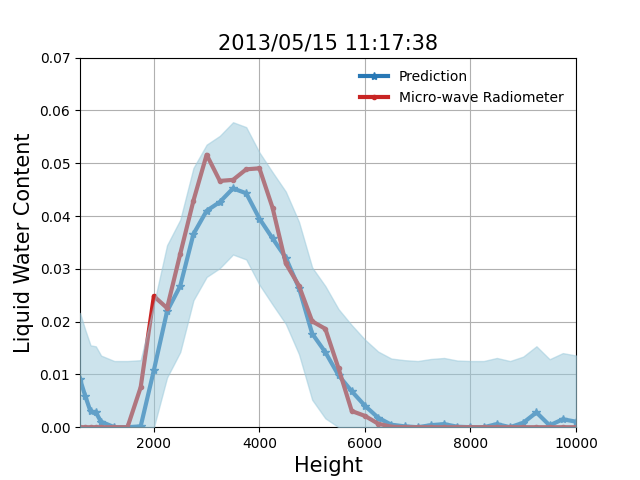 2013/05/15 11:17:38
0.07
0.06
0.05
0.04
0.03
0.02
0.01
0.00
Liquid Water Content
Prediction
Micro-wave Radiometer
2000 4000 6000 8000 10000
Height